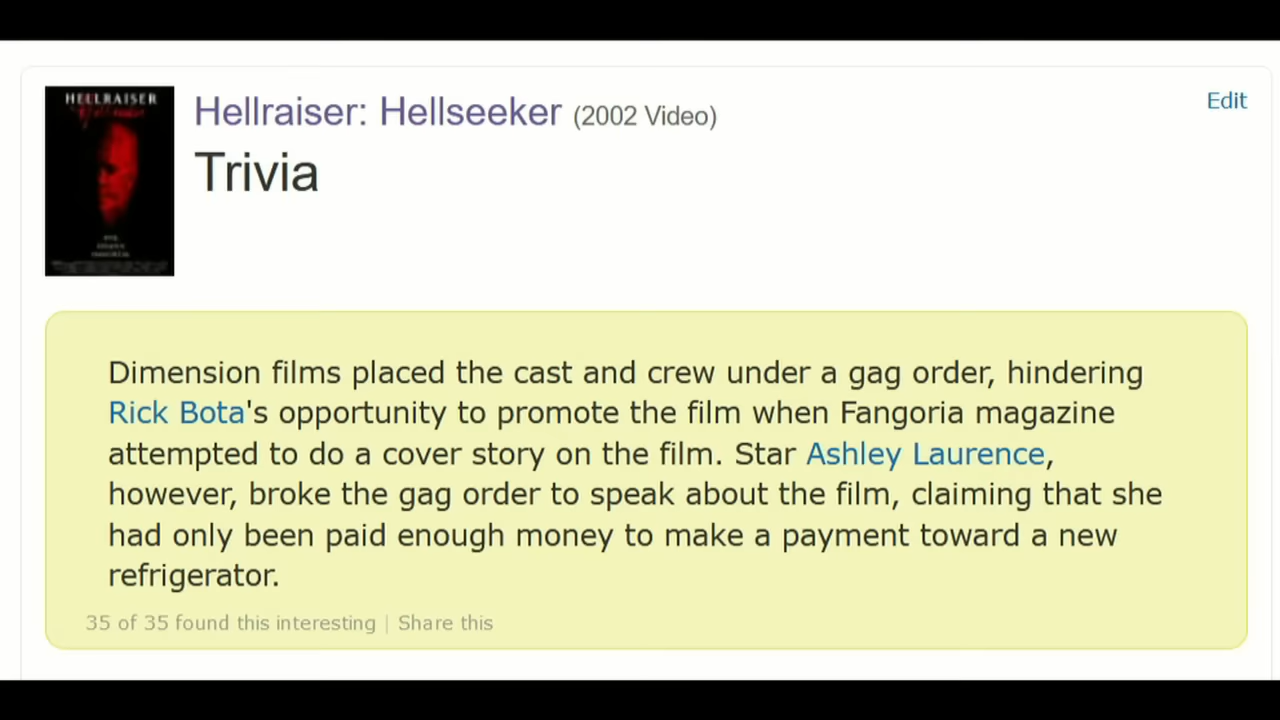 HELLRAISER
Hellseeker
Hellraiser: Hellseeker (2002 Video)
Edit
Trivia
Dimension films placed the cast and crew under a gag order, hindering
Rick Bota's opportunity to promote the film when Fangoria magazine
attempted to do a cover story on the film. Star Ashley Laurence,
however, broke the gag order to speak about the film, claiming that she
had only been paid enough money to make a payment toward a new
refrigerator.
35 of 35 found this interesting | Share this